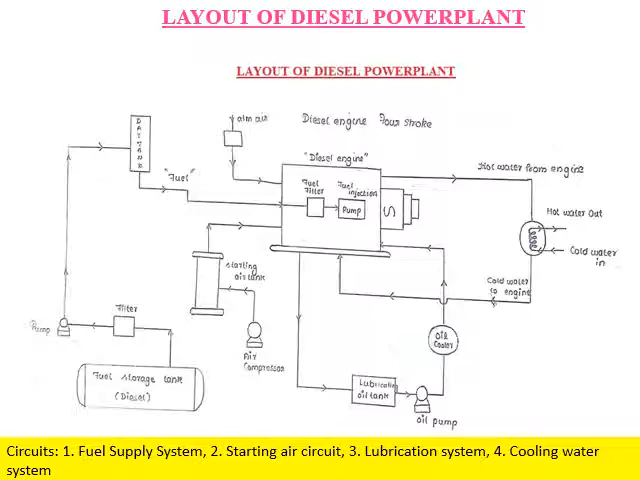 LAYOUT OF DIESEL POWERPLANT
LAYOUT OF DIESEL POWERPLANT
atm air
Diesel engine Four stroke
DAY TANK
"Diesel engine"
Hot water from engine
"Fuel"
Fuel
Filter
Fuel
injection
Pump
S
Hot water Out
Cold water
in
starting
air tank
Cold water
to engine
Filter
Pump
Air
Compressor
Oil
Cooler
Fuel storage tank
(Diesel)
Lubricating
oil tank
oil pump
Circuits: 1. Fuel Supply System, 2. Starting air circuit, 3. Lubrication system, 4. Cooling water
system